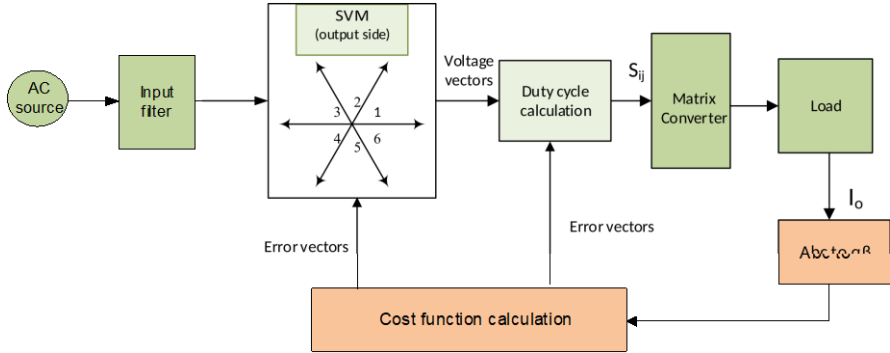 SVM
(output side)
Voltage
vectors
AC
source
Input
filter
3
2
1
4
5
6
Duty cycle
calculation
Sij
Matrix
Converter
Load
Io
Error vectors
Error vectors
Cost function calculation